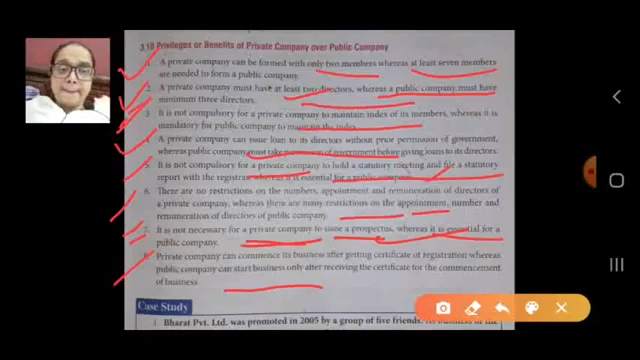 3.10 Privileges or Benefits of Private Company over Public Company
1. A private company can be formed with only two members whereas at least seven members
are needed to form a public company.
2. A private company must have at least two directors, whereas a public company must have
minimum three directors.
3. It is not compulsory for a private company to maintain index of its members, whereas it is
mandatory for public company to maintain the index.
4. A private company can issue loan to its directors without prior permission of government,
whereas public company must take permission of government before giving loans to its directors.
5. It is not compulsory for a private company to hold a statutory meeting and file a statutory
report with the registrar whereas it is essential for a public company.
6. There are no restrictions on the numbers, appointment and remuneration of directors of
a private company, whereas there are many restrictions on the appointment, number and
remuneration of directors of public company.
7. It is not necessary for a private company to issue a prospectus, whereas it is essential for a
public company.
8. Private company can commence its business after getting certificate of registration whereas
public company can start business only after receiving the certificate for the commencement
of business
Case Study
1 Bharat Pvt. Ltd. was promoted in 2005 by a group of five friends. Its business of the